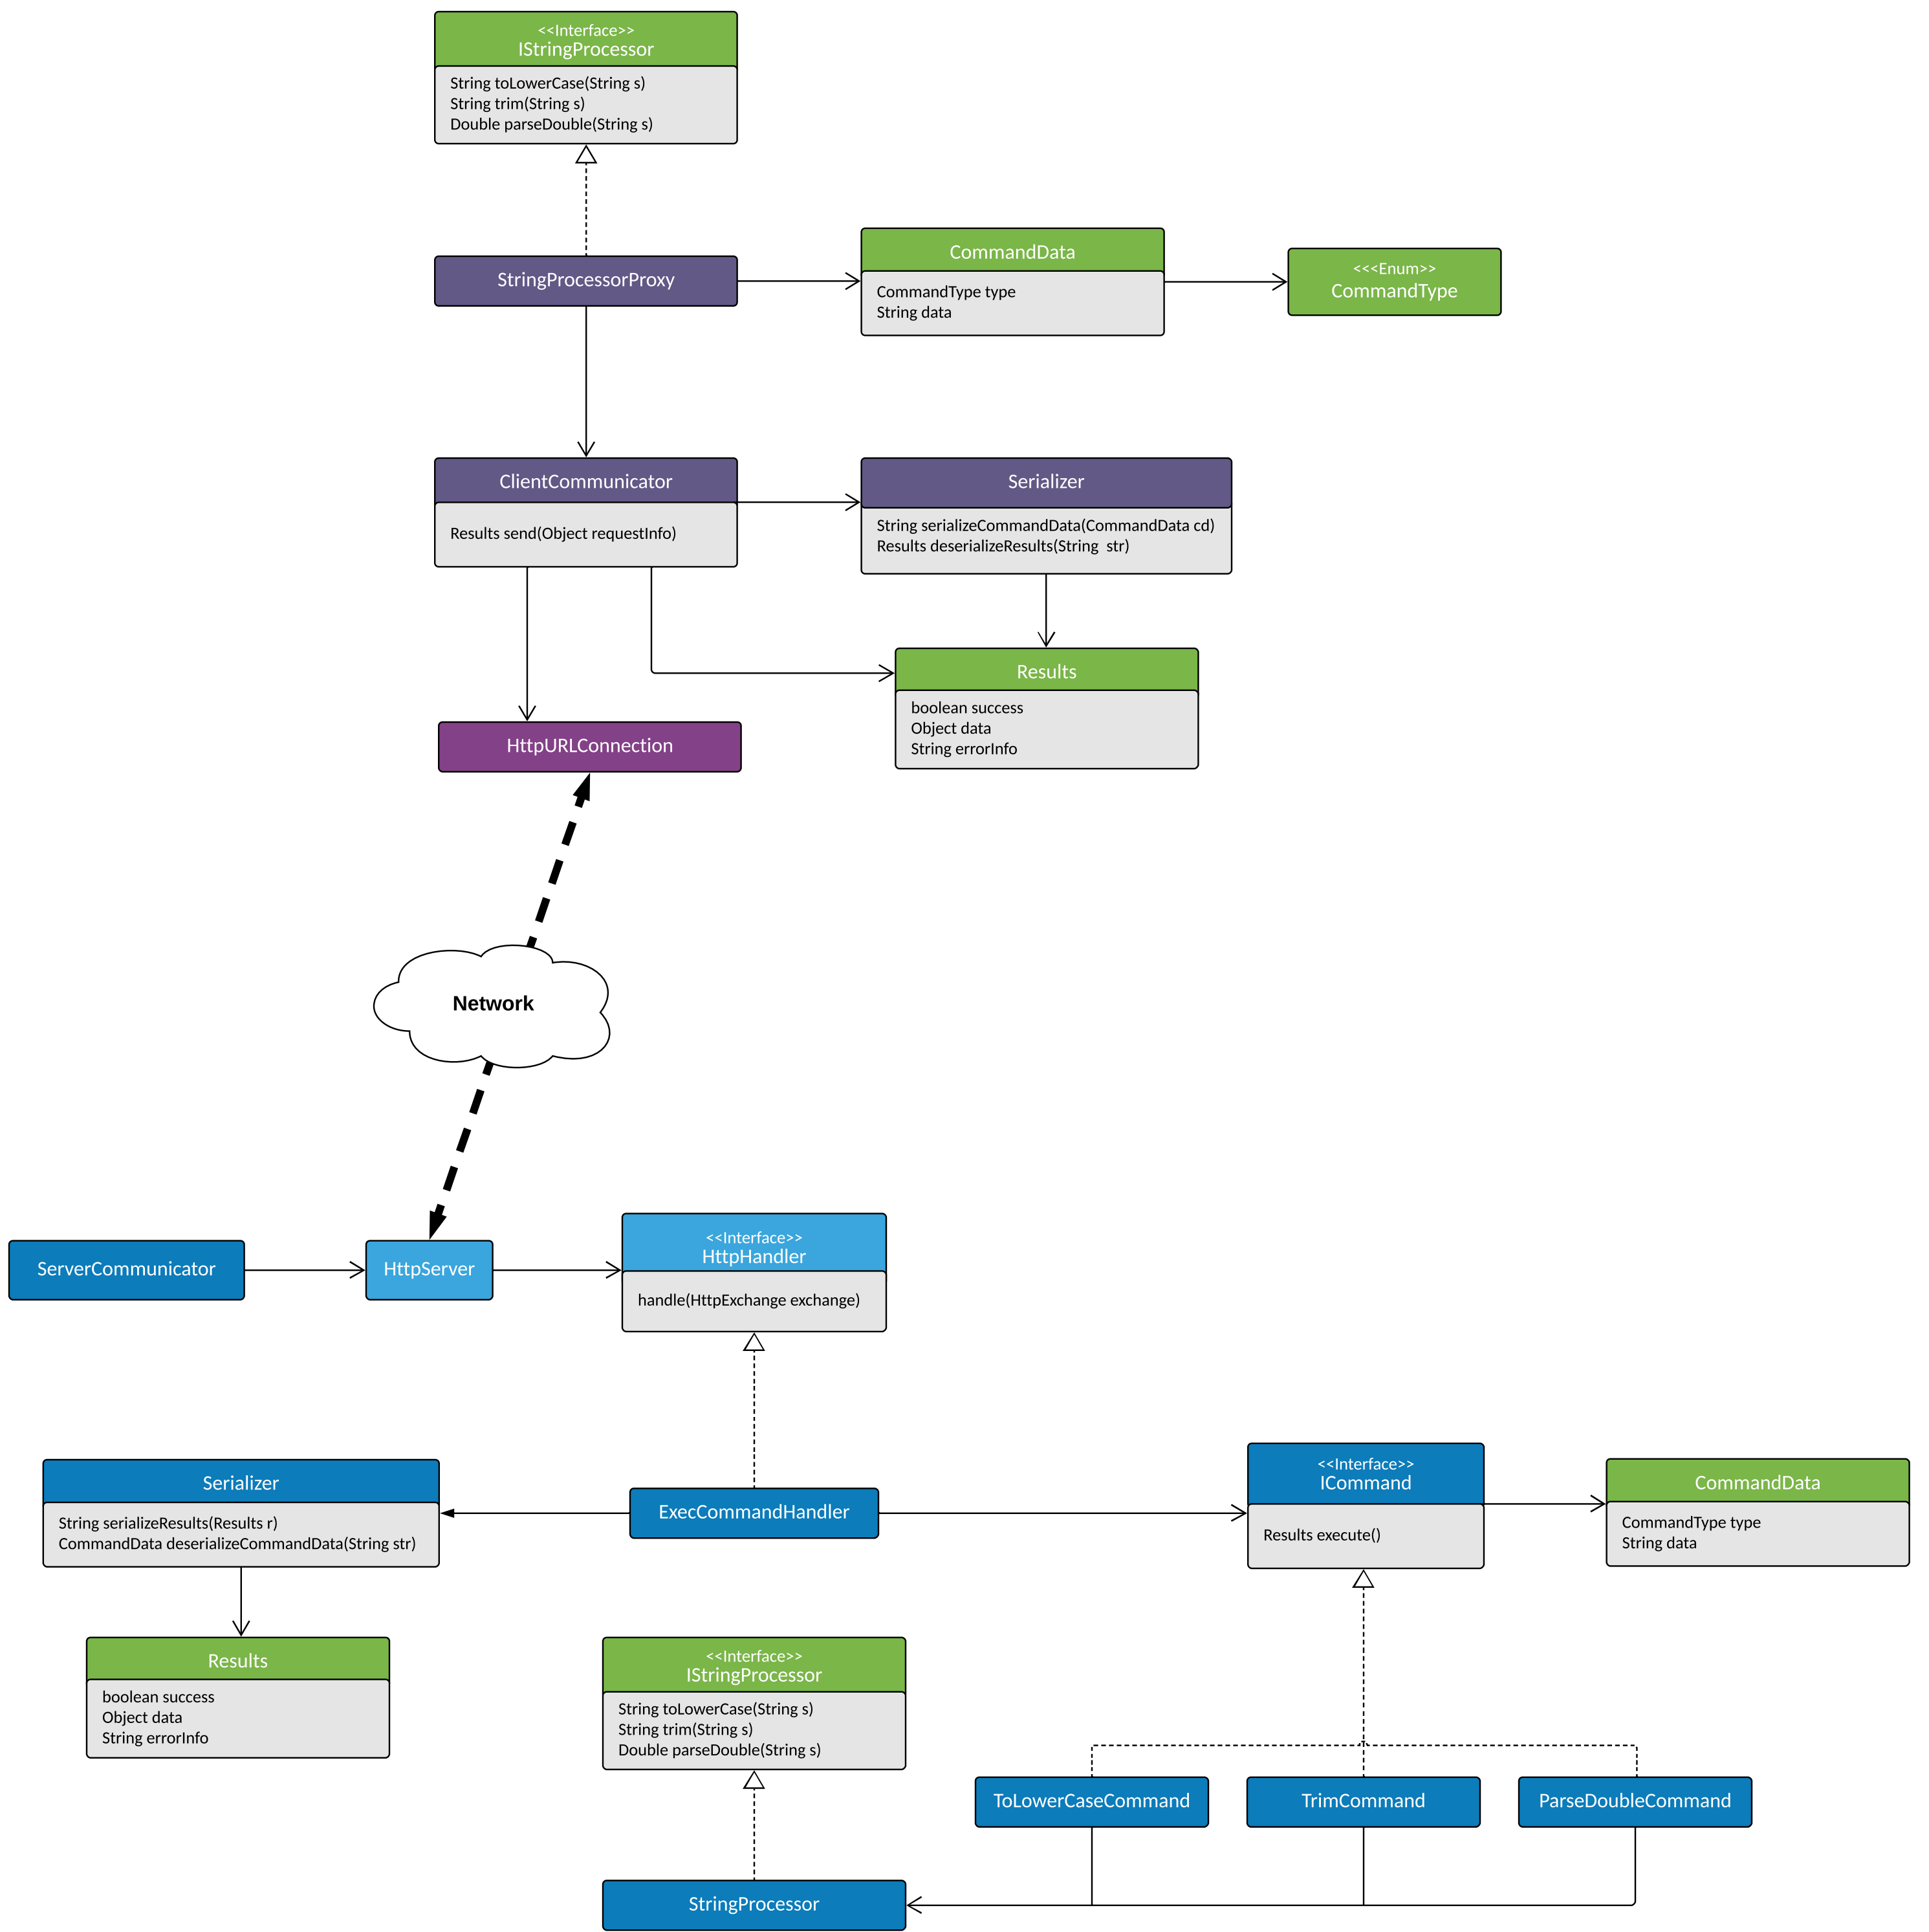 <<Interface>>
IStringProcessor
String toLowerCase(String s)
String trim(String s)
Double parseDouble(String s)
StringProcessorProxy
CommandData
CommandType type
String data
<<<Enum>>
CommandType
ClientCommunicator
Results send(Object requestInfo)
Serializer
String serializeCommandData(CommandData cd)
Results deserializeResults(String  str)
Results
boolean success
Object data
String errorInfo
HttpURLConnection
Network
ServerCommunicator
HttpServer
<<Interface>>
HttpHandler
handle(HttpExchange exchange)
Serializer
String serializeResults(Results r)
CommandData deserializeCommandData(String str)
ExecCommandHandler
<<Interface>>
ICommand
Results execute()
CommandData
CommandType type
String data
Results
boolean success
Object data
String errorInfo
<<Interface>>
IStringProcessor
String toLowerCase(String s)
String trim(String s)
Double parseDouble(String s)
ToLowerCaseCommand
TrimCommand
ParseDoubleCommand
StringProcessor